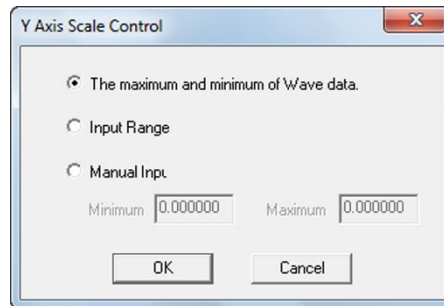 Y Axis Scale Control
The maximum and minimum of Wave data.
Input Range
Manual Inpu
Minimum 0.000000 Maximum 0.000000
OK Cancel